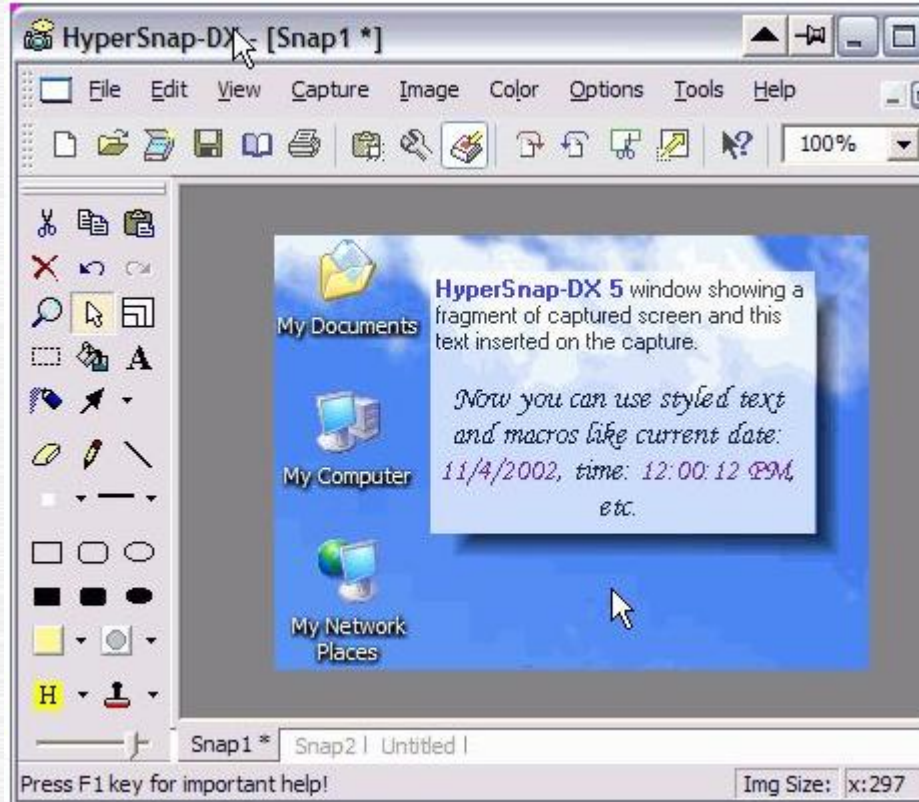 HyperSnap-DX - [Snap1 *]
File Edit View Capture Image Color Options Tools Help
100%
My Documents
HyperSnap-DX 5 window showing a
fragment of captured screen and this
text inserted on the capture.
Now you can use styled text
and macros like current date:
11/4/2002, time: 12:00:12 PM,
etc.
My Computer
My Network
Places
A
H
Snap1 * Snap2 | Untitled |
Press F1 key for important help! Img Size: x:297